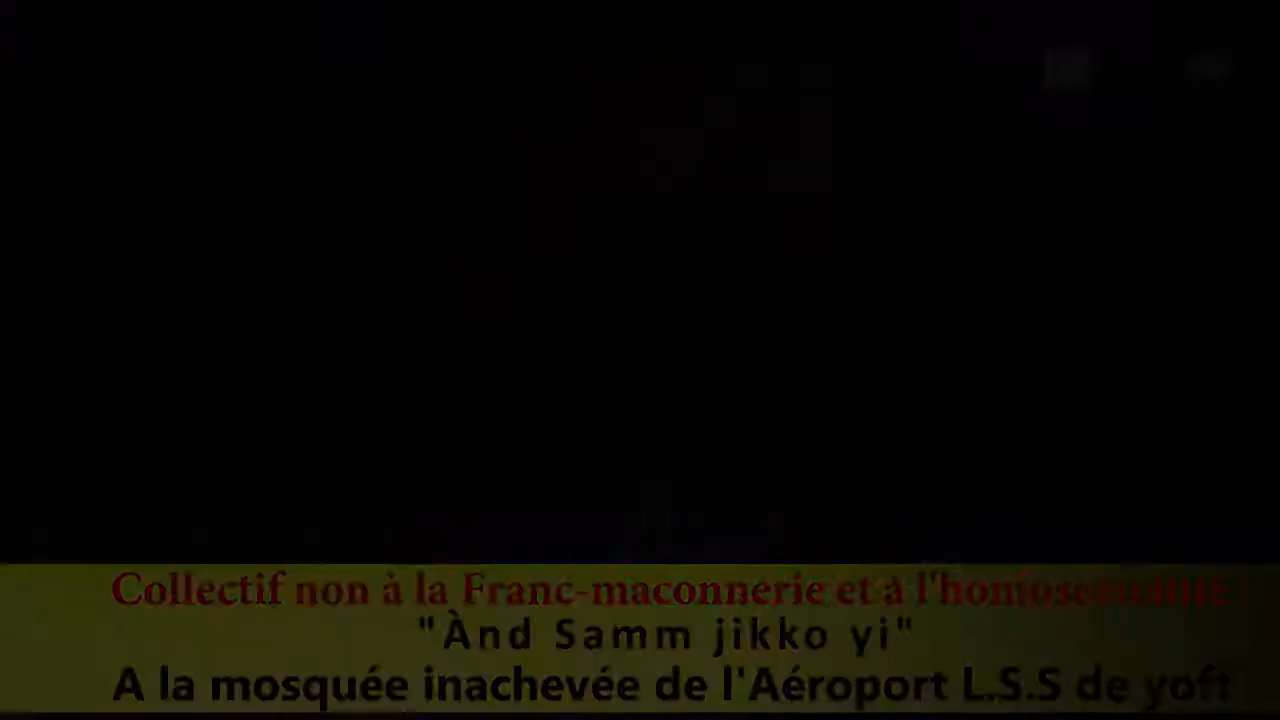 Collectif non à la Franc-maconnerie et à l'homosexualité
"Ànd Samm jikko yi"
A la mosquée inachevée de l'Aéroport L.S.S de yoff